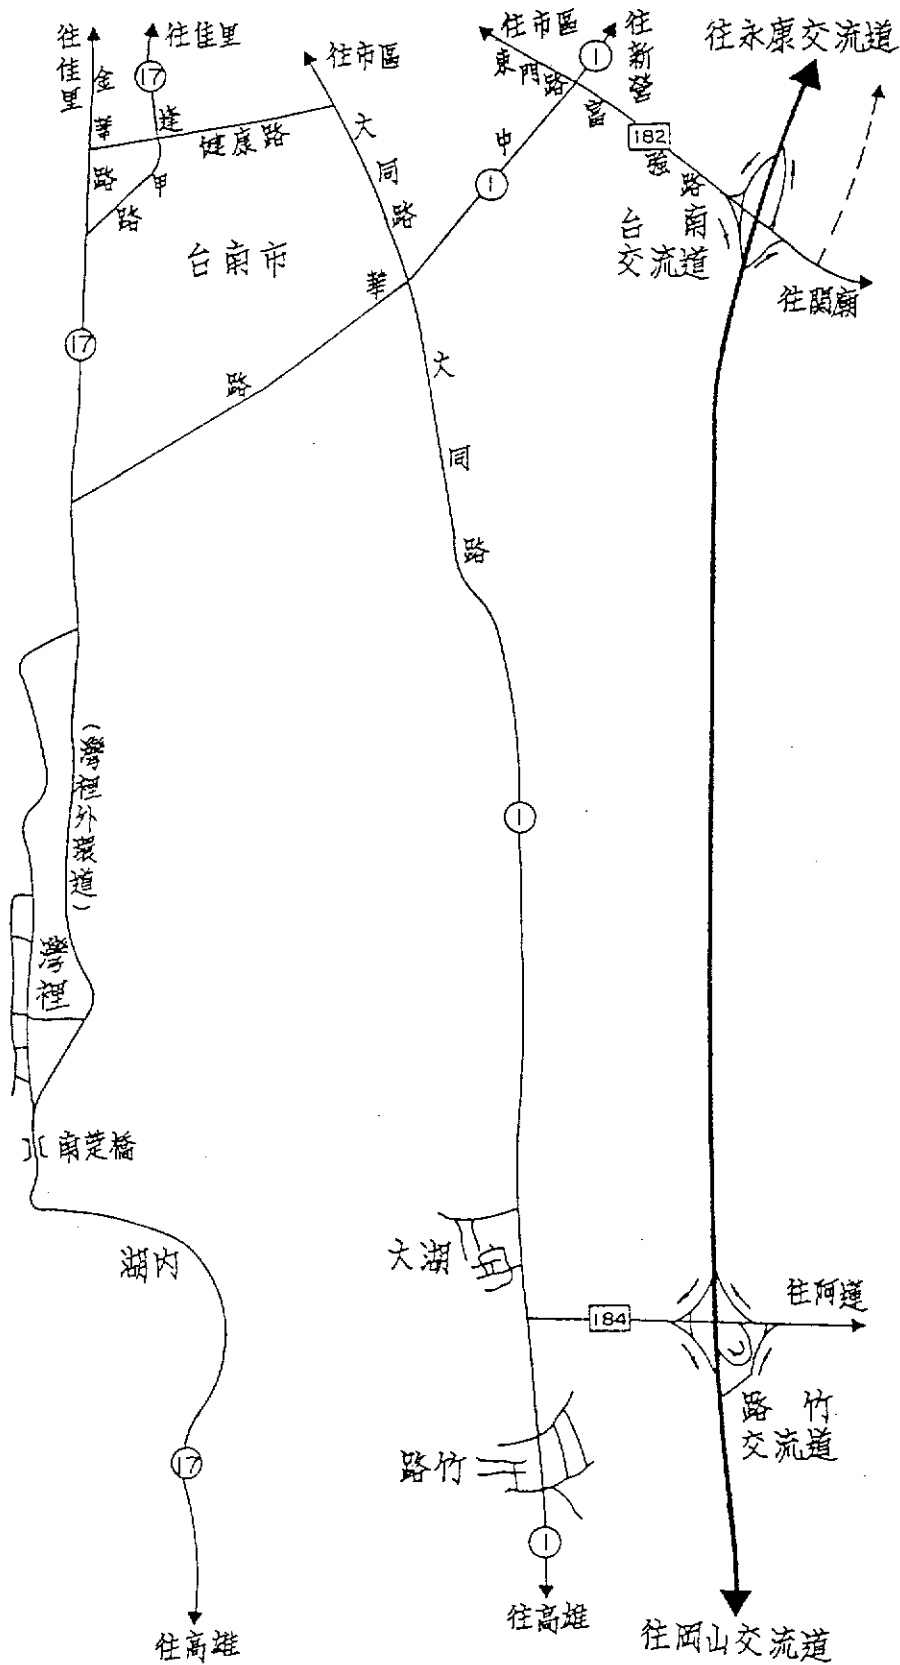 往佳里
往佳里
往市區
往市區
往新營
往永康交流道
金華路
17
逢甲路
健康路
大同路
東門路
1
中華路
1
富強路
182
台南
交流道
往關廟
台南市
17
大同路
(灣裡外環道)
1
灣裡
南萣橋
湖內
大湖
184
往阿蓮
路竹
交流道
17
路竹
1
往高雄
往高雄
往岡山交流道